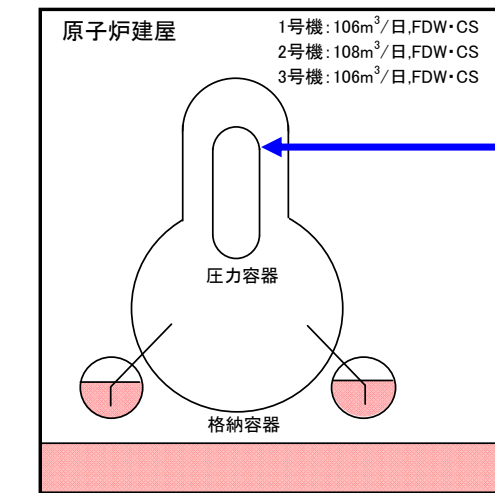 原子炉建屋
1号機:106m³/日,FDW・CS
2号機:108m³/日,FDW・CS
3号機:106m³/日,FDW・CS
圧力容器
格納容器